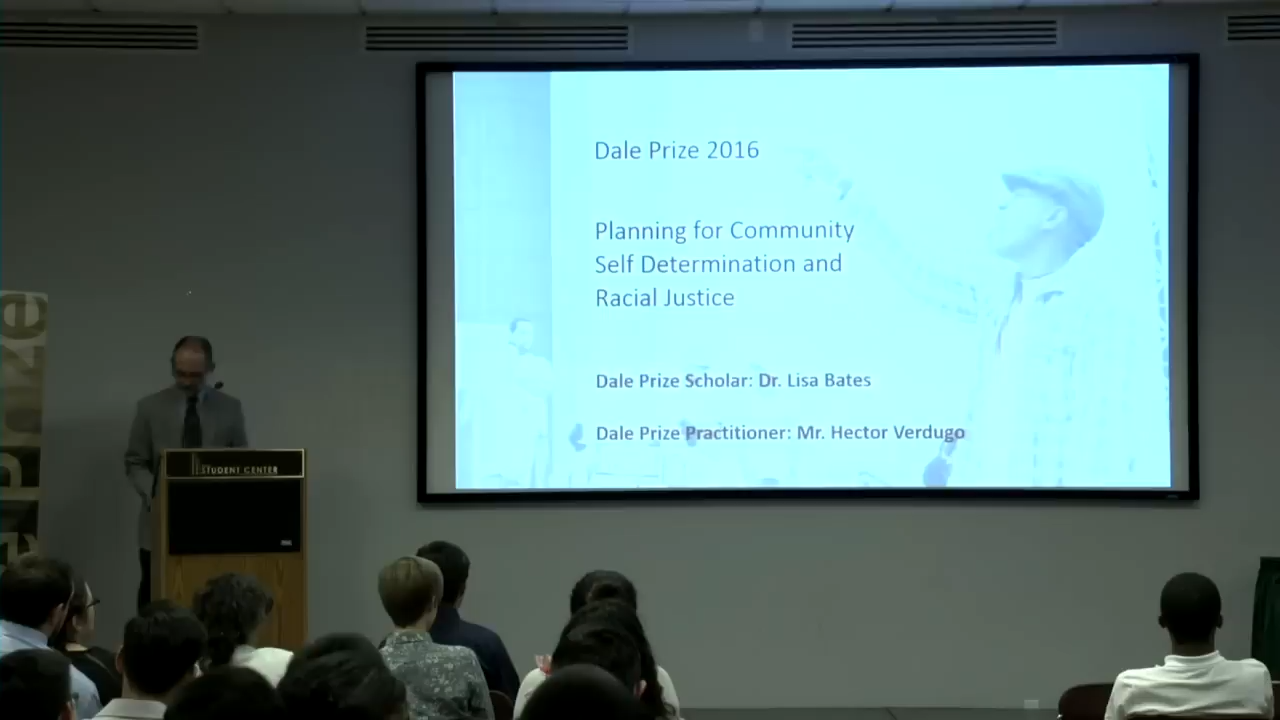 Dale Prize 2016
Planning for Community
Self Determination and
Racial Justice
Dale Prize Scholar: Dr. Lisa Bates
Dale Prize Practitioner: Mr. Hector Verdugo
STUDENT CENTER